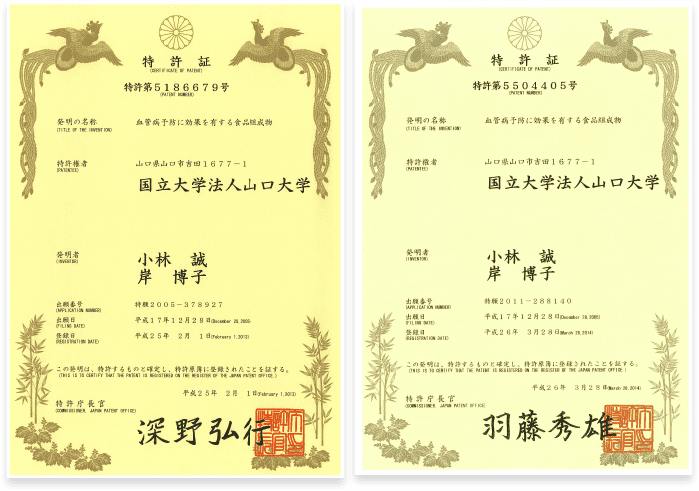 特許証
(CERTIFICATE OF PATENT)
特許第5186679号
(PATENT NUMBER)
発明の名称
(TITLE OF THE INVENTION)
血管病予防に効果を有する食品組成物
特許権者
(PATENTEE)
山口県山口市吉田1677-1
国立大学法人山口大学
発明者
(INVENTOR)
小林 誠
岸 博子
出願番号
(APPLICATION NUMBER)
特願2005-378927
出願日
(FILING DATE)
平成17年12月28日(December 28,2005)
登録日
(REGISTRATION DATE)
平成25年 2月 1日(February 1,2013)
この発明は、特許するものと確定し、特許原簿に登録されたことを証する。
(THIS IS TO CERTIFY THAT THE PATENT IS REGISTERED ON THE REGISTER OF THE JAPAN PATENT OFFICE.)
平成25年 2月 1日(February 1,2013)
特許庁長官
(COMMISSIONER, JAPAN PATENT OFFICE)
深野弘行
特許証
(CERTIFICATE OF PATENT)
特許第5504405号
(PATENT NUMBER)
発明の名称
(TITLE OF THE INVENTION)
血管病予防に効果を有する食品組成物
特許権者
(PATENTEE)
山口県山口市吉田1677-1
国立大学法人山口大学
発明者
(INVENTOR)
小林 誠
岸 博子
出願番号
(APPLICATION NUMBER)
特願2011-288140
出願日
(FILING DATE)
平成17年12月28日(December 28,2005)
登録日
(REGISTRATION DATE)
平成26年 3月28日(March 28,2014)
この発明は、特許するものと確定し、特許原簿に登録されたことを証する。
(THIS IS TO CERTIFY THAT THE PATENT IS REGISTERED ON THE REGISTER OF THE JAPAN PATENT OFFICE.)
平成26年 3月28日(March 28,2014)
特許庁長官
(COMMISSIONER, JAPAN PATENT OFFICE)
羽藤秀雄